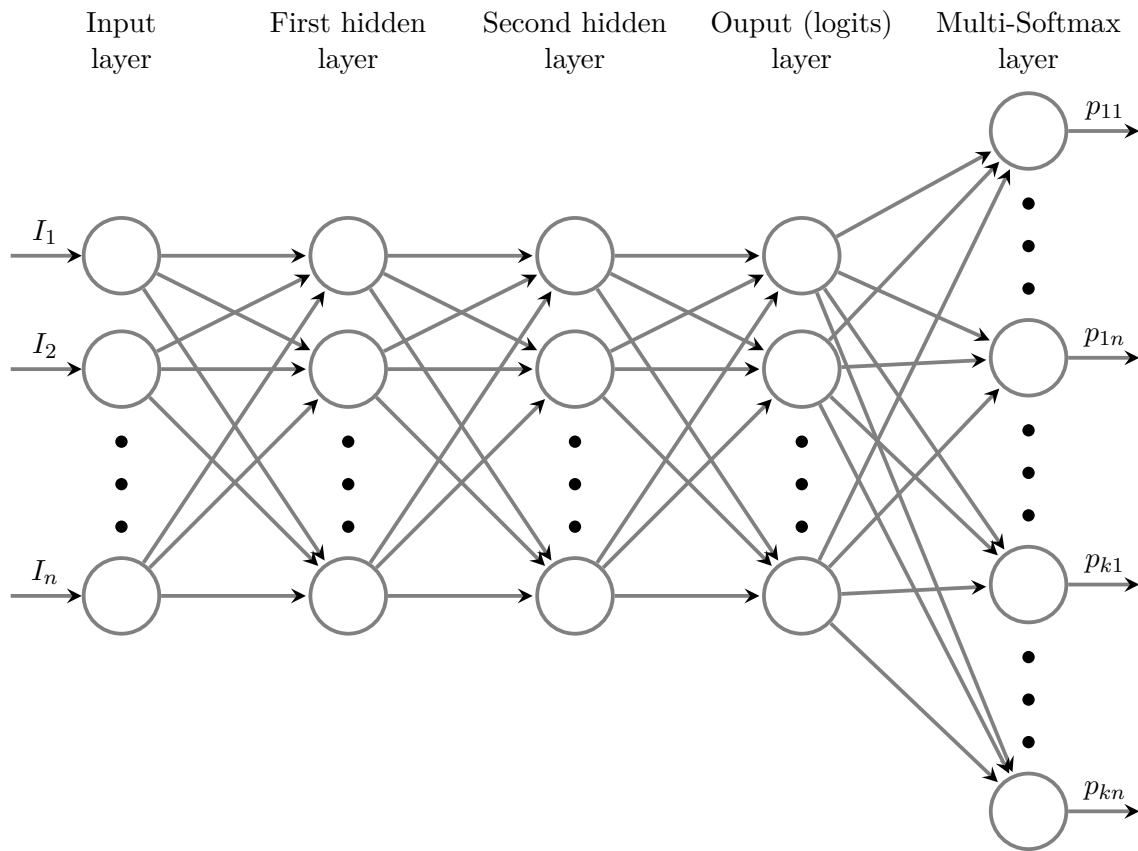 Input
layer
First hidden
layer
Second hidden
layer
Ouput (logits)
layer
Multi-Softmax
layer
I₁
I₂
Iₙ
p₁₁
p₁ₙ
pₖ₁
pₖₙ